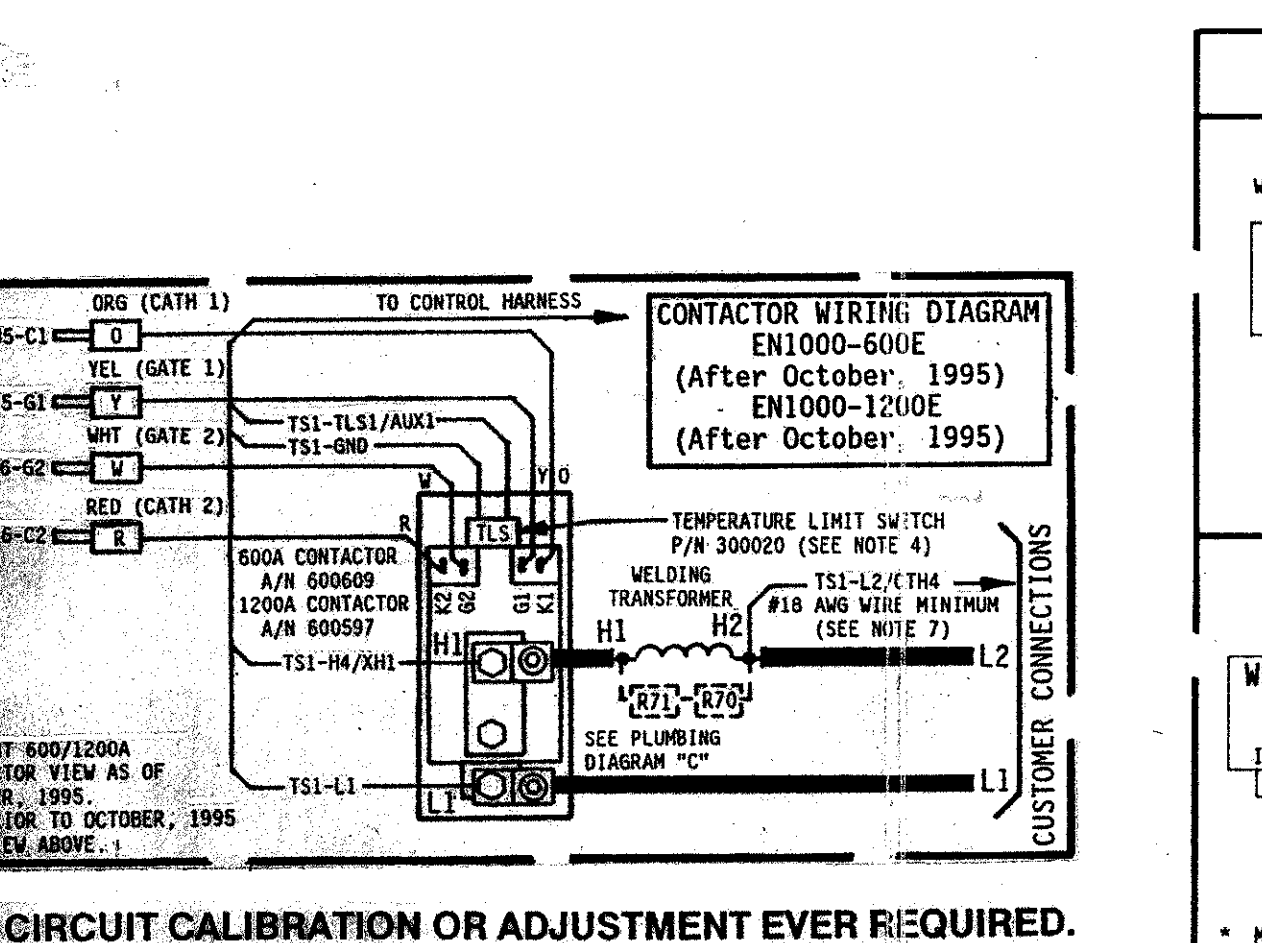 ORG (CATH 1)
TO CONTROL HARNESS
CONTACTOR WIRING DIAGRAM
EN1000-600E
(After October, 1995)
EN1000-1200E
(After October, 1995)
5-C1
O
YEL (GATE 1)
5-G1
Y
TS1-TLS1/AUX1
WHT (GATE 2)
TS1-GND
6-G2
W
W
Y O
RED (CATH 2)
R
TLS
TEMPERATURE LIMIT SWITCH
P/N 300020 (SEE NOTE 4)
6-C2
R
600A CONTACTOR
A/N 600609
1200A CONTACTOR
A/N 600597
K2
G2
G1
K1
WELDING
TRANSFORMER
TS1-L2/CTH4
#18 AWG WIRE MINIMUM
(SEE NOTE 7)
H1
H1
H2
L2
TS1-H4/XH1
R71
R70
SEE PLUMBING
DIAGRAM "C"
TS1-L1
L1
L1
CUSTOMER CONNECTIONS
T 600/1200A
TOR VIEW AS OF
R, 1995.
IOR TO OCTOBER, 1995
EW ABOVE.
CIRCUIT CALIBRATION OR ADJUSTMENT EVER REQUIRED.
W
W
I
* M